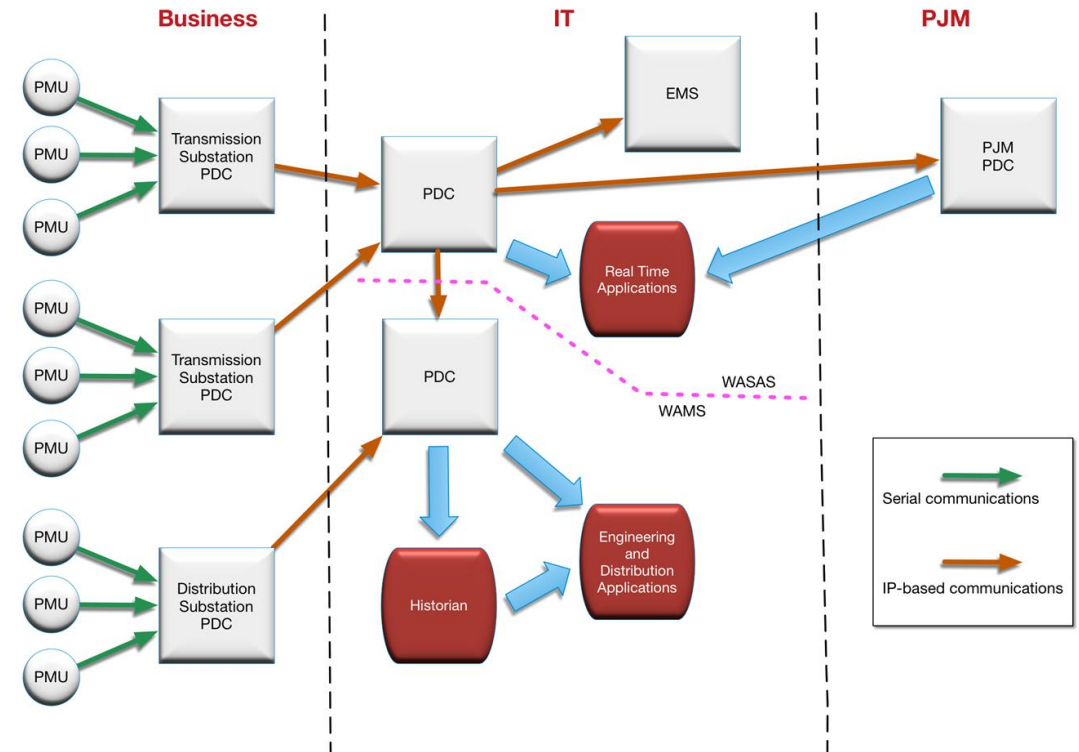 Business
IT
PJM
PMU
PMU
PMU
Transmission
Substation
PDC
PDC
EMS
PJM
PDC
Real Time
Applications
PMU
PMU
PMU
Transmission
Substation
PDC
PDC
WASAS
WAMS
PMU
PMU
PMU
Distribution
Substation
PDC
Historian
Engineering
and
Distribution
Applications
Serial communications
IP-based communications